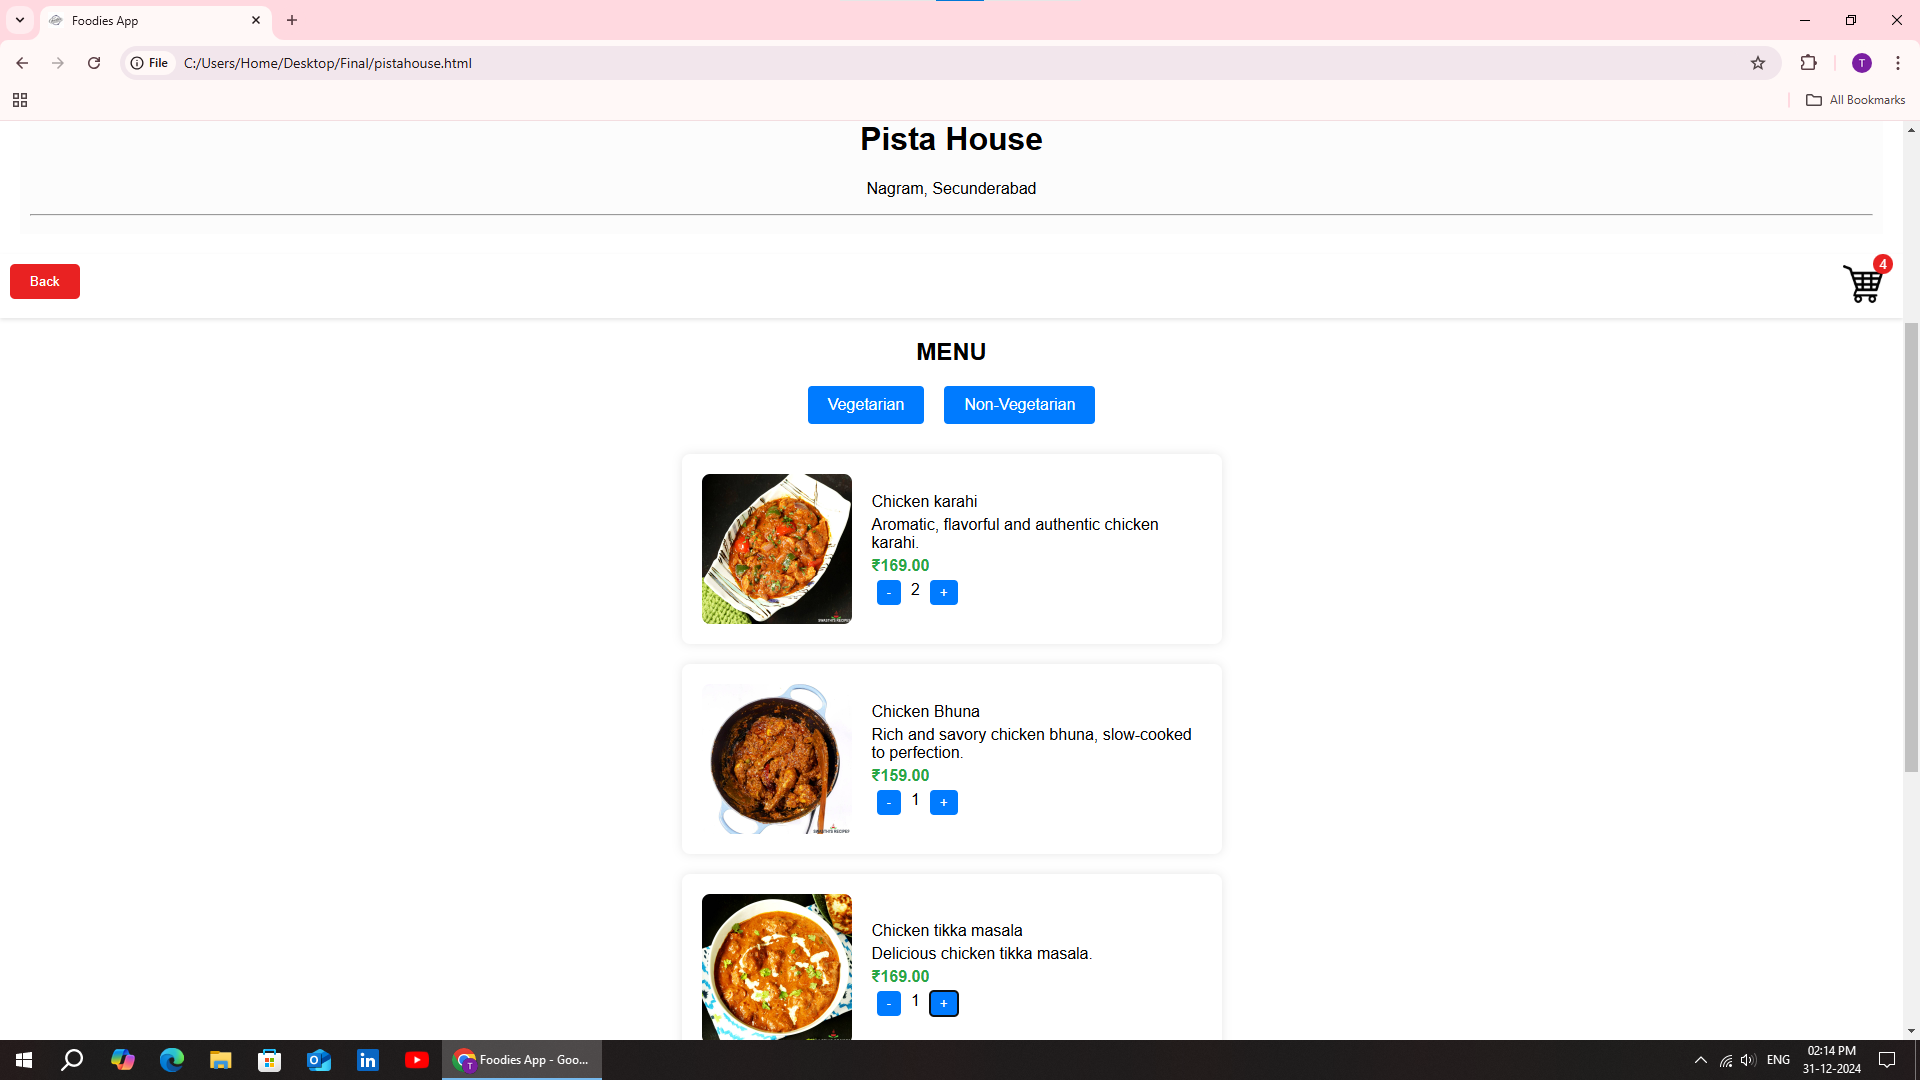 Foodies App
File
C:/Users/Home/Desktop/Final/pistahouse.html
T
All Bookmarks
Pista House
Nagram, Secunderabad
Back
4
MENU
Vegetarian
Non-Vegetarian
Chicken karahi
Aromatic, flavorful and authentic chicken
karahi.
₹169.00
- 2 +
Chicken Bhuna
Rich and savory chicken bhuna, slow-cooked
to perfection.
₹159.00
- 1 +
Chicken tikka masala
Delicious chicken tikka masala.
₹169.00
- 1 +
Foodies App - Goo...
ENG
02:14 PM
31-12-2024